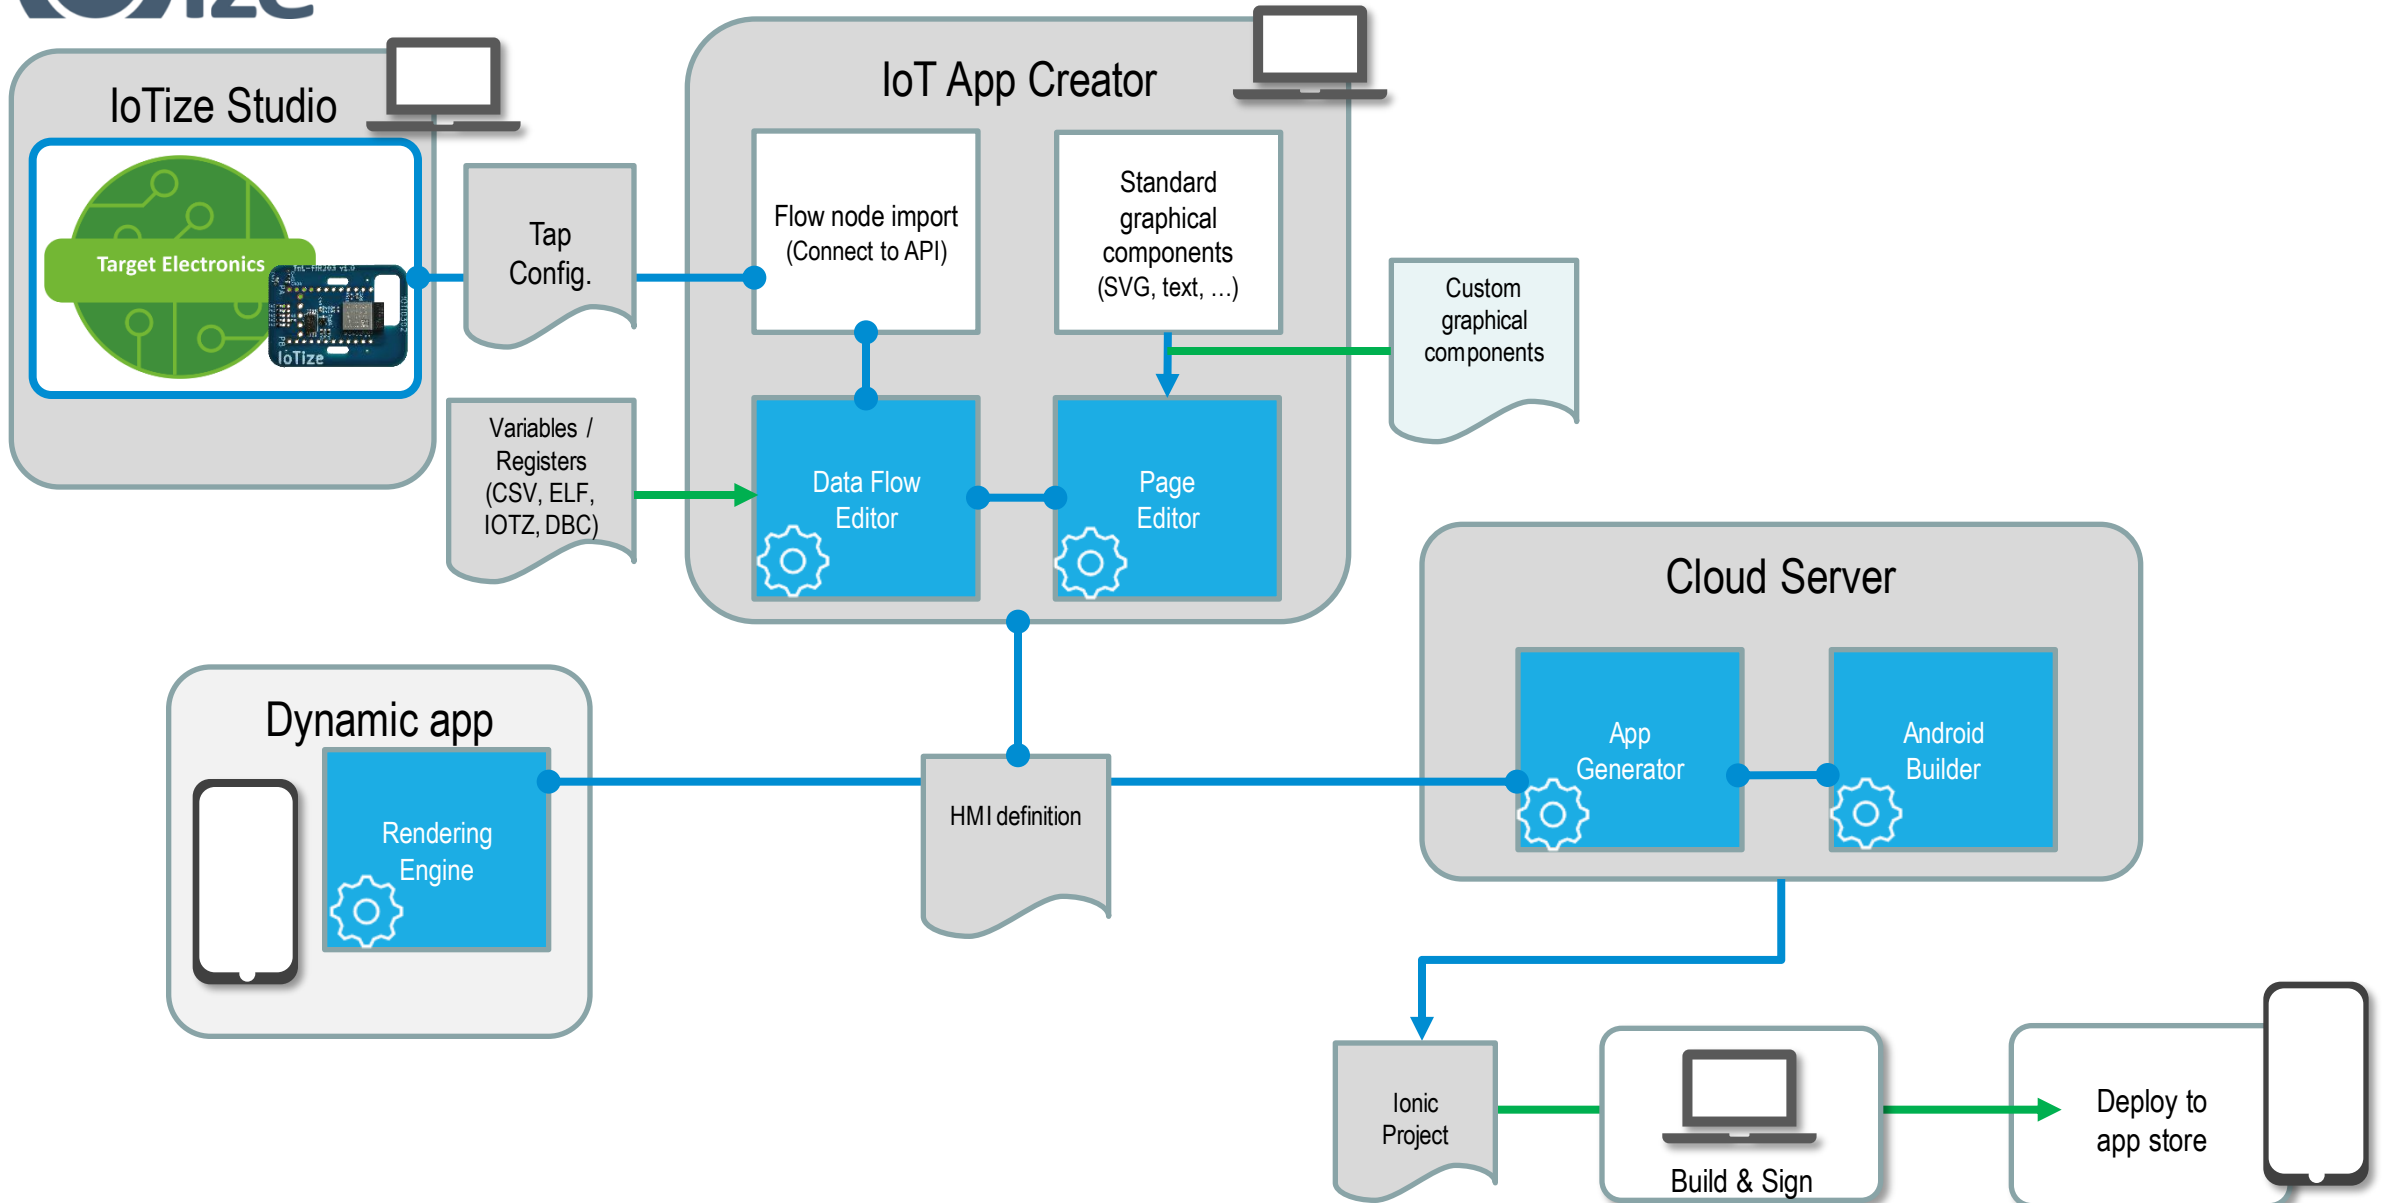 IoTize Studio
Target Electronics
IoTize
Tap
Config.
Variables /
Registers
(CSV, ELF,
IOTZ, DBC)
IoT App Creator
Flow node import
(Connect to API)
Standard
graphical
components
(SVG, text, …)
Custom
graphical
components
Data Flow
Editor
Page
Editor
Cloud Server
App
Generator
Android
Builder
Dynamic app
Rendering
Engine
HMI definition
Ionic
Project
Build & Sign
Deploy to
app store